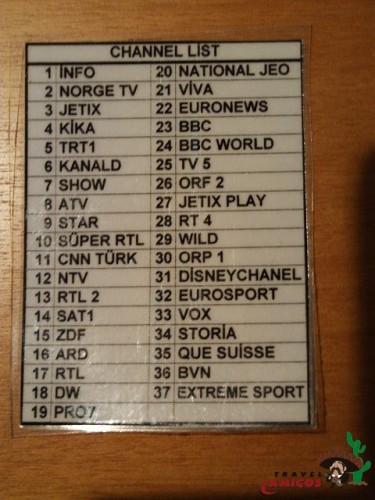 CHANNEL LIST
1 İNFO 20 NATIONAL JEO
2 NORGE TV 21 VİVA
3 JETIX 22 EURONEWS
4 KİKA 23 BBC
5 TRT1 24 BBC WORLD
6 KANALD 25 TV 5
7 SHOW 26 ORF 2
8 ATV 27 JETIX PLAY
9 STAR 28 RT 4
10 SÜPER RTL 29 WILD
11 CNN TÜRK 30 ORP 1
12 NTV 31 DİSNEYCHANEL
13 RTL 2 32 EUROSPORT
14 SAT1 33 VOX
15 ZDF 34 STORİA
16 ARD 35 QUE SUİSSE
17 RTL 36 BVN
18 DW 37 EXTREME SPORT
19 PRO7
TRAVEL
AMIGOS